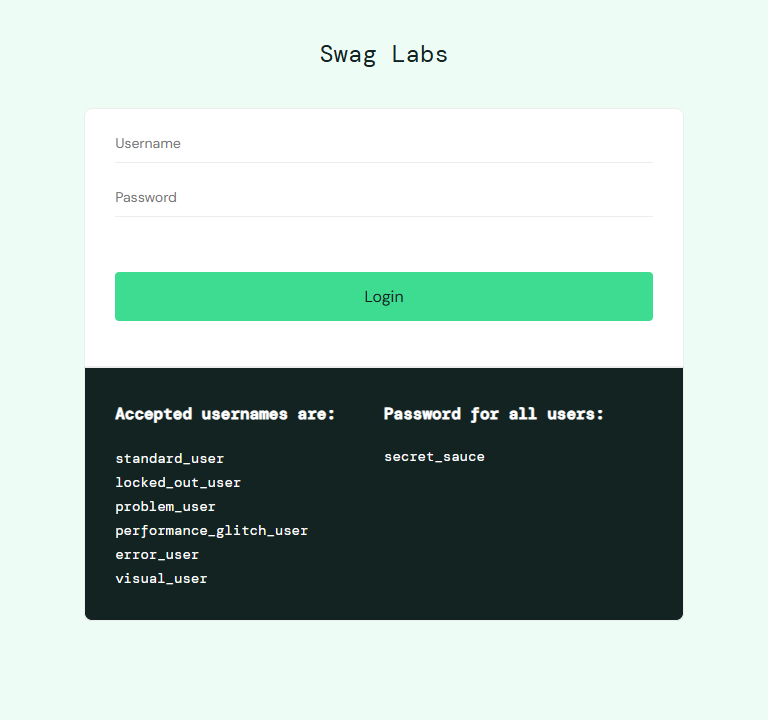 Swag Labs
Username
Password
Login
Accepted usernames are:
standard_user
locked_out_user
problem_user
performance_glitch_user
error_user
visual_user
Password for all users:
secret_sauce